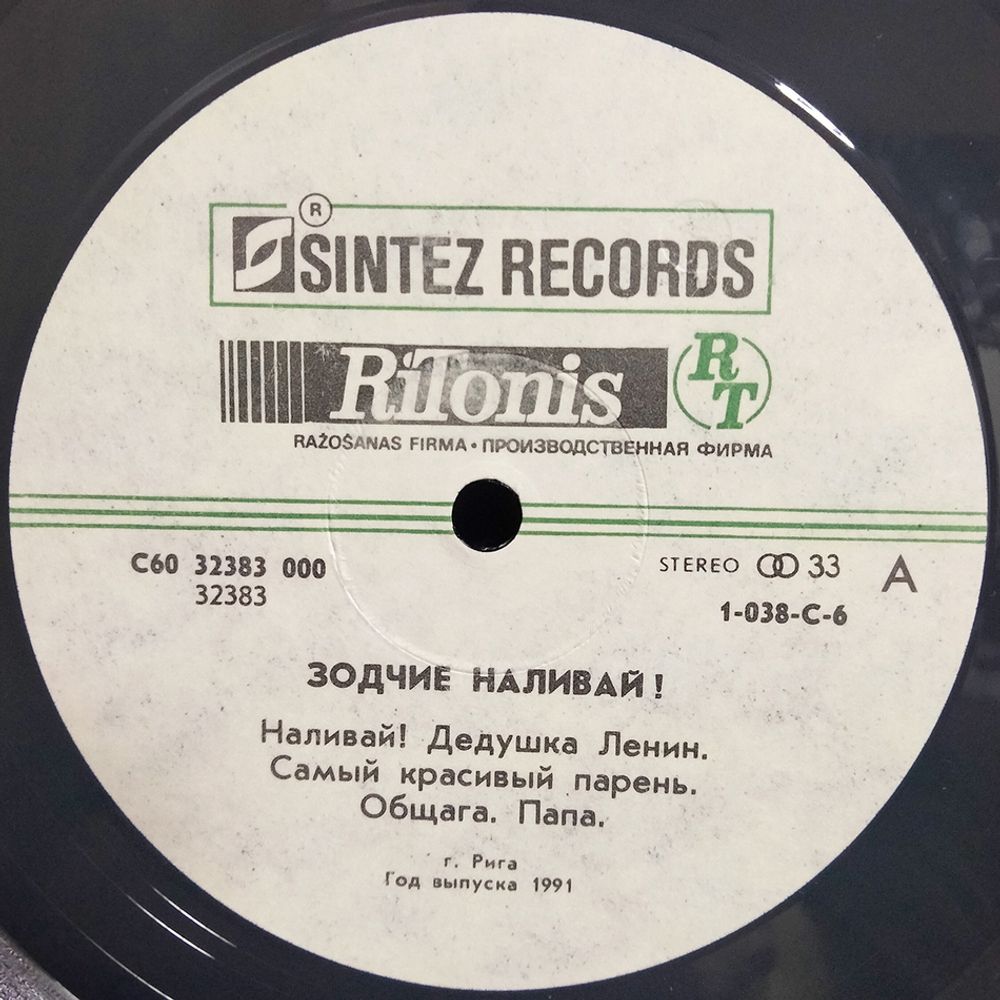 ®
SINTEZ RECORDS
RiTonis RT
RAŽOŠANAS FIRMA • ПРОИЗВОДСТВЕННАЯ ФИРМА
С60 32383 000
32383
STEREO 33 A
1-038-С-6
ЗОДЧИЕ НАЛИВАЙ!
Наливай! Дедушка Ленин.
Самый красивый парень.
Общага. Папа.
г. Рига
Год выпуска 1991